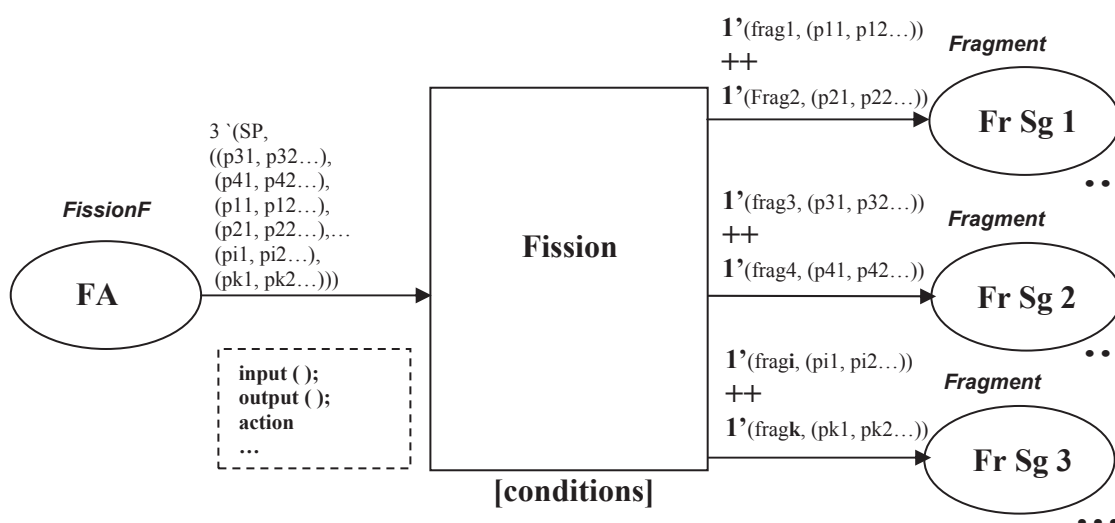 FissionF
FA
3 `(SP,
((p31, p32…),
(p41, p42…),
(p11, p12…),
(p21, p22…),…
(pi1, pi2…),
(pk1, pk2…)))
input ( );
output ( );
action
…
Fission
[conditions]
1’(frag1, (p11, p12…))
++
1’(Frag2, (p21, p22…))
Fragment
Fr Sg 1
..
1’(frag3, (p31, p32…))
++
1’(frag4, (p41, p42…))
Fragment
Fr Sg 2
..
1’(fragi, (pi1, pi2…))
++
1’(fragk, (pk1, pk2…))
Fragment
Fr Sg 3
...